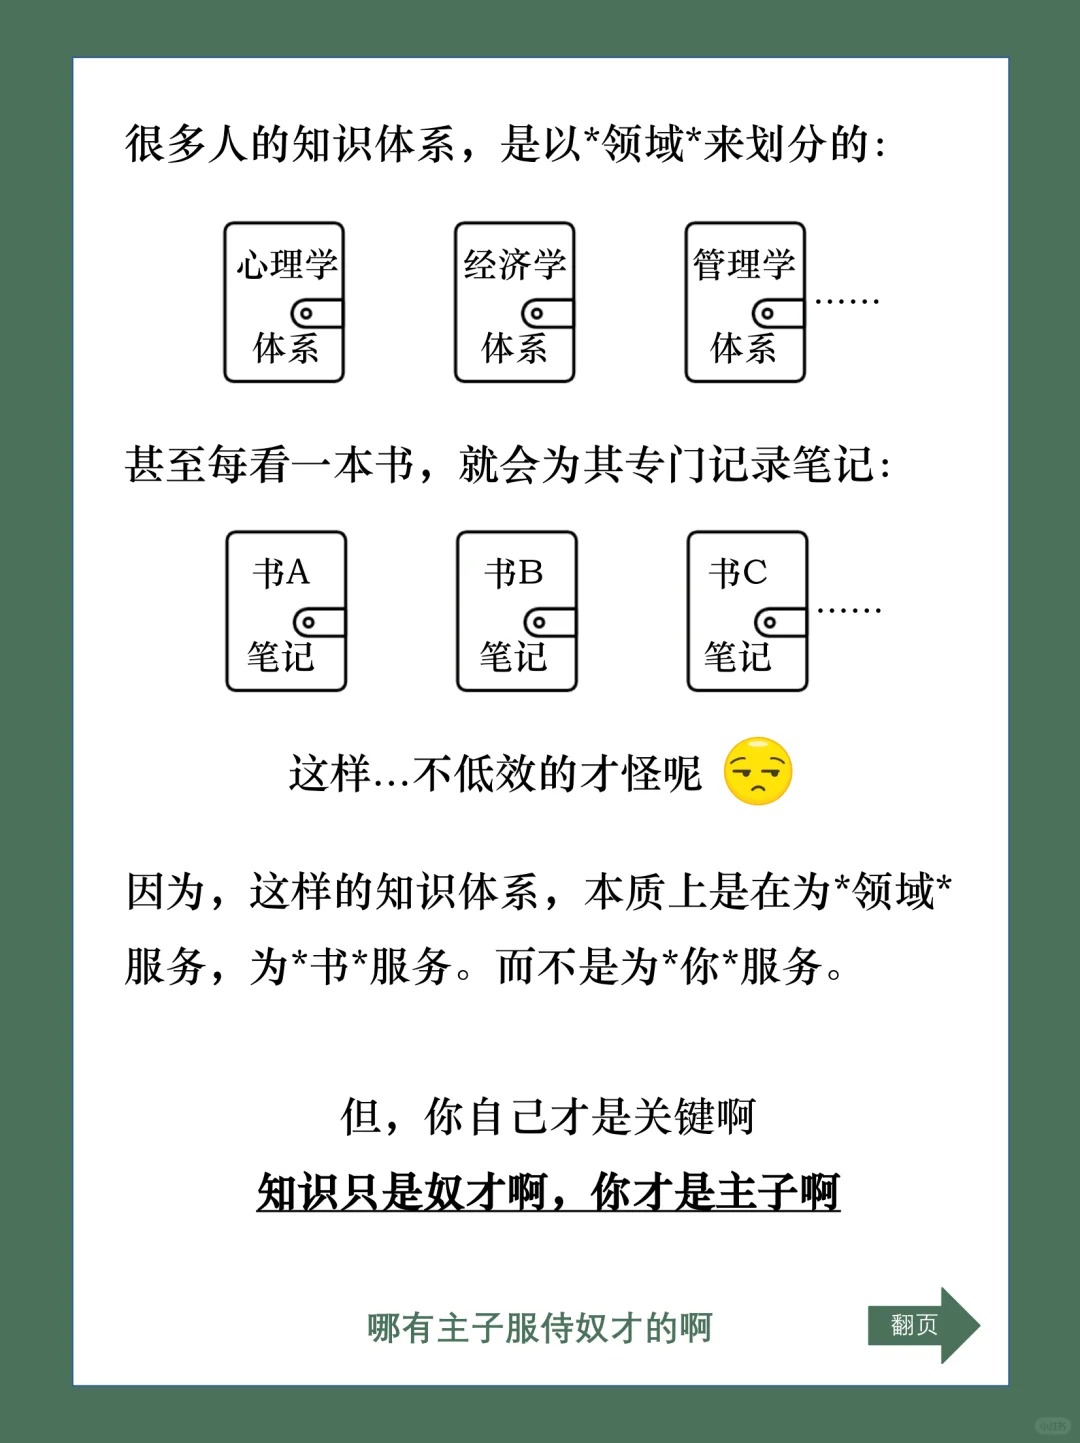 很多人的知识体系，是以*领域*来划分的：
心理学 经济学 管理学
……
体系 体系 体系
甚至每看一本书，就会为其专门记录笔记：
书A 书B 书C
……
笔记 笔记 笔记
这样…不低效的才怪呢
因为，这样的知识体系，本质上是在为*领域*
服务，为*书*服务。而不是为*你*服务。
但，你自己才是关键啊
知识只是奴才啊，你才是主子啊
哪有主子服侍奴才的啊
翻页